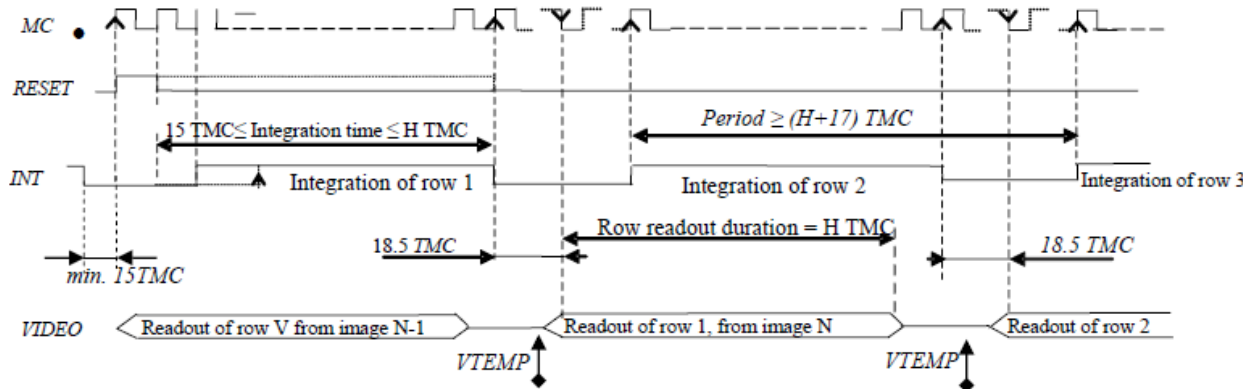 MC
RESET
15 TMC≤ Integration time ≤ H TMC
Period ≥ (H+17) TMC
INT
Integration of row 1
Integration of row 2
Integration of row 3
Row readout duration = H TMC
18.5 TMC
18.5 TMC
min. 15TMC
VIDEO
Readout of row V from image N-1
Readout of row 1, from image N
Readout of row 2
VTEMP
VTEMP